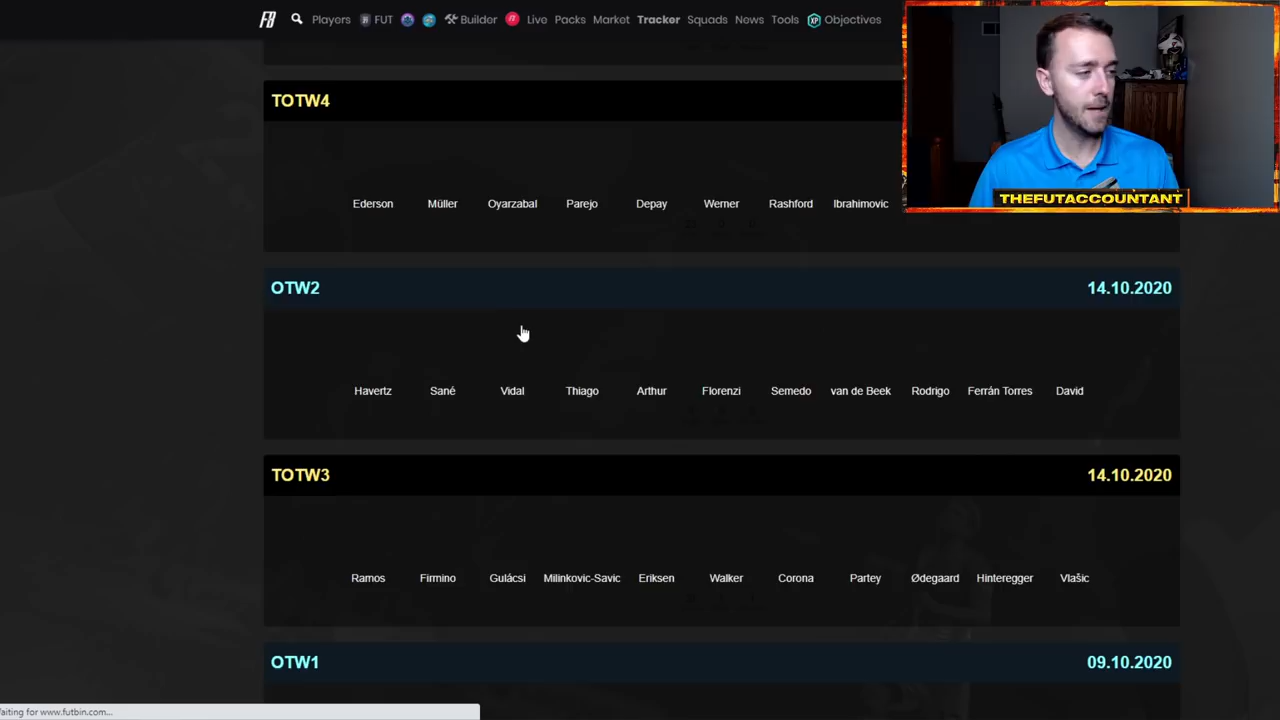 Players FUT Builder Live Packs Market Tracker Squads News Tools XP Objectives
THEFUTACCOUNTANT
TOTW4
Ederson Müller Oyarzabal Parejo Depay Werner Rashford Ibrahimovic
OTW2 14.10.2020
Havertz Sané Vidal Thiago Arthur Florenzi Semedo van de Beek Rodrigo Ferrán Torres David
TOTW3 14.10.2020
Ramos Firmino Gulácsi Milinkovic-Savic Eriksen Walker Corona Partey Ødegaard Hinteregger Vlašic
OTW1 09.10.2020
aiting for www.futbin.com...